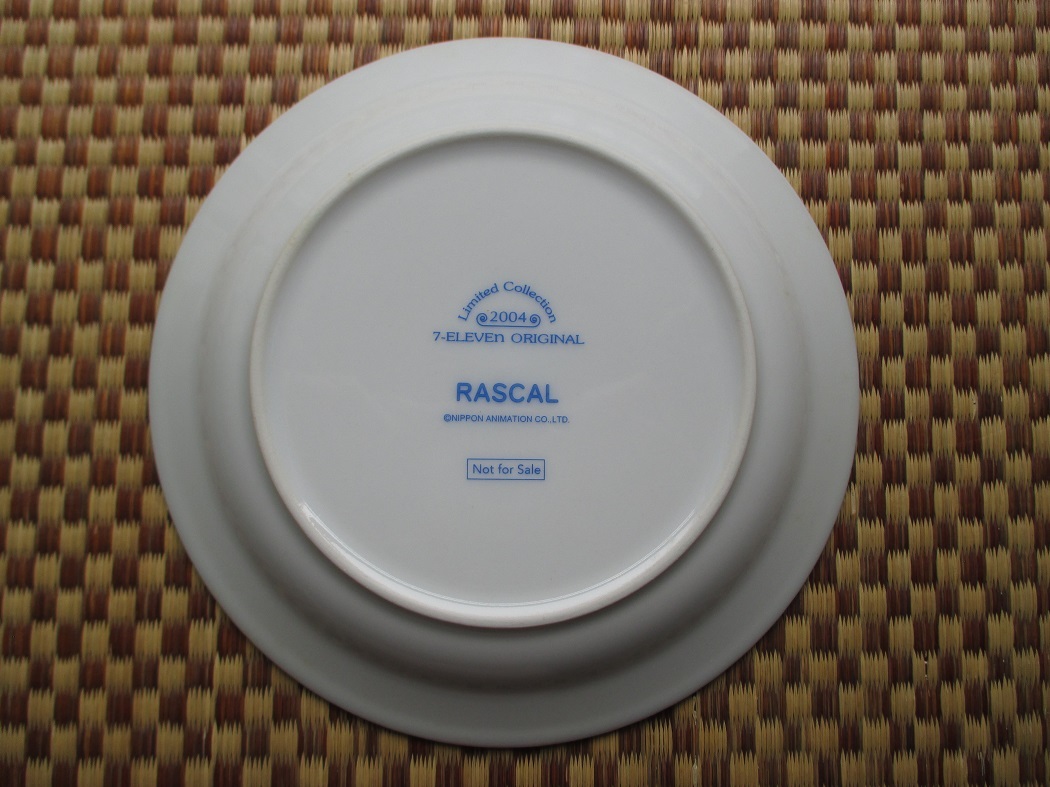 Limited Collection
2004
7-ELEVEn ORIGINAL
RASCAL
©NIPPON ANIMATION CO.,LTD.
Not for Sale